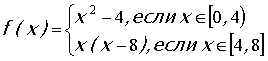 f(x)={x² − 4, если x ∈ [0, 4)
x(x − 8), если x ∈ [4, 8]